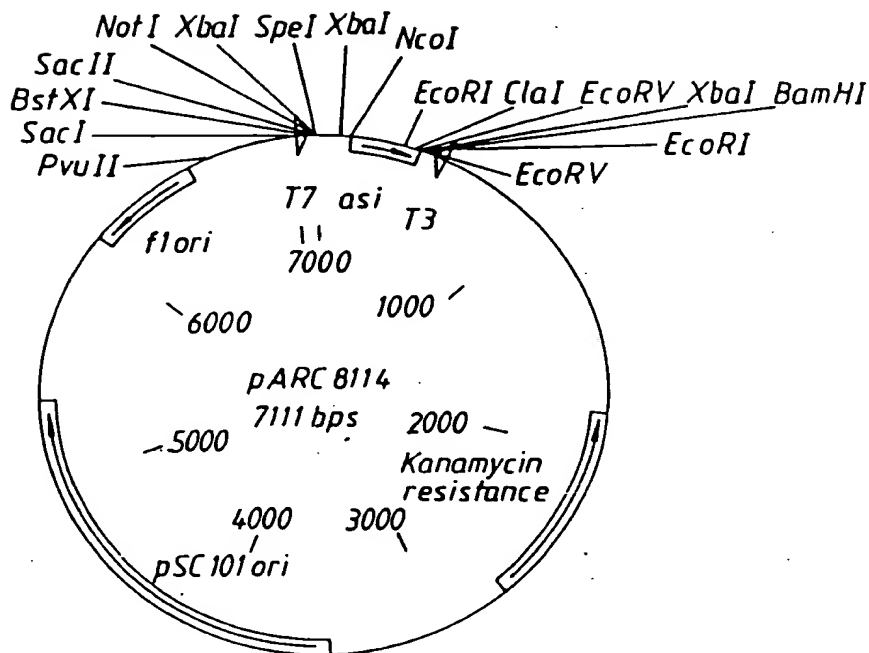 NotI XbaI SpeI XbaI
NcoI
SacII
BstXI
SacI
PvuII
EcoRI ClaI EcoRV XbaI BamHI
EcoRI
EcoRV
T7 asi T3
f1ori
7000
6000
1000
pARC 8114
7111 bps
5000
2000
Kanamycin
resistance
4000
3000
pSC101 ori